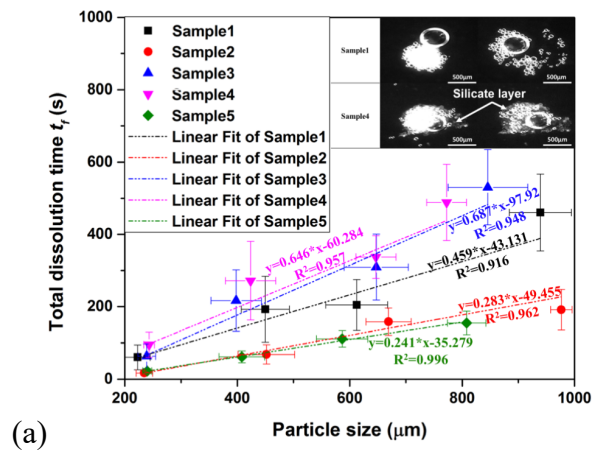 1000
800
600
400
200
0
Total dissolution time tf (s)
Sample1
Sample2
Sample3
Sample4
Sample5
Linear Fit of Sample1
Linear Fit of Sample2
Linear Fit of Sample3
Linear Fit of Sample4
Linear Fit of Sample5
Sample1
500μm
500μm
Sample4
Silicate layer
500μm
500μm
y=0.646*x-60.284
R²=0.957
y=0.687*x-97.92
R²=0.948
y=0.459*x-43.131
R²=0.916
y=0.283*x-49.455
R²=0.962
y=0.241*x-35.279
R²=0.996
200 400 600 800 1000
Particle size (μm)
(a)